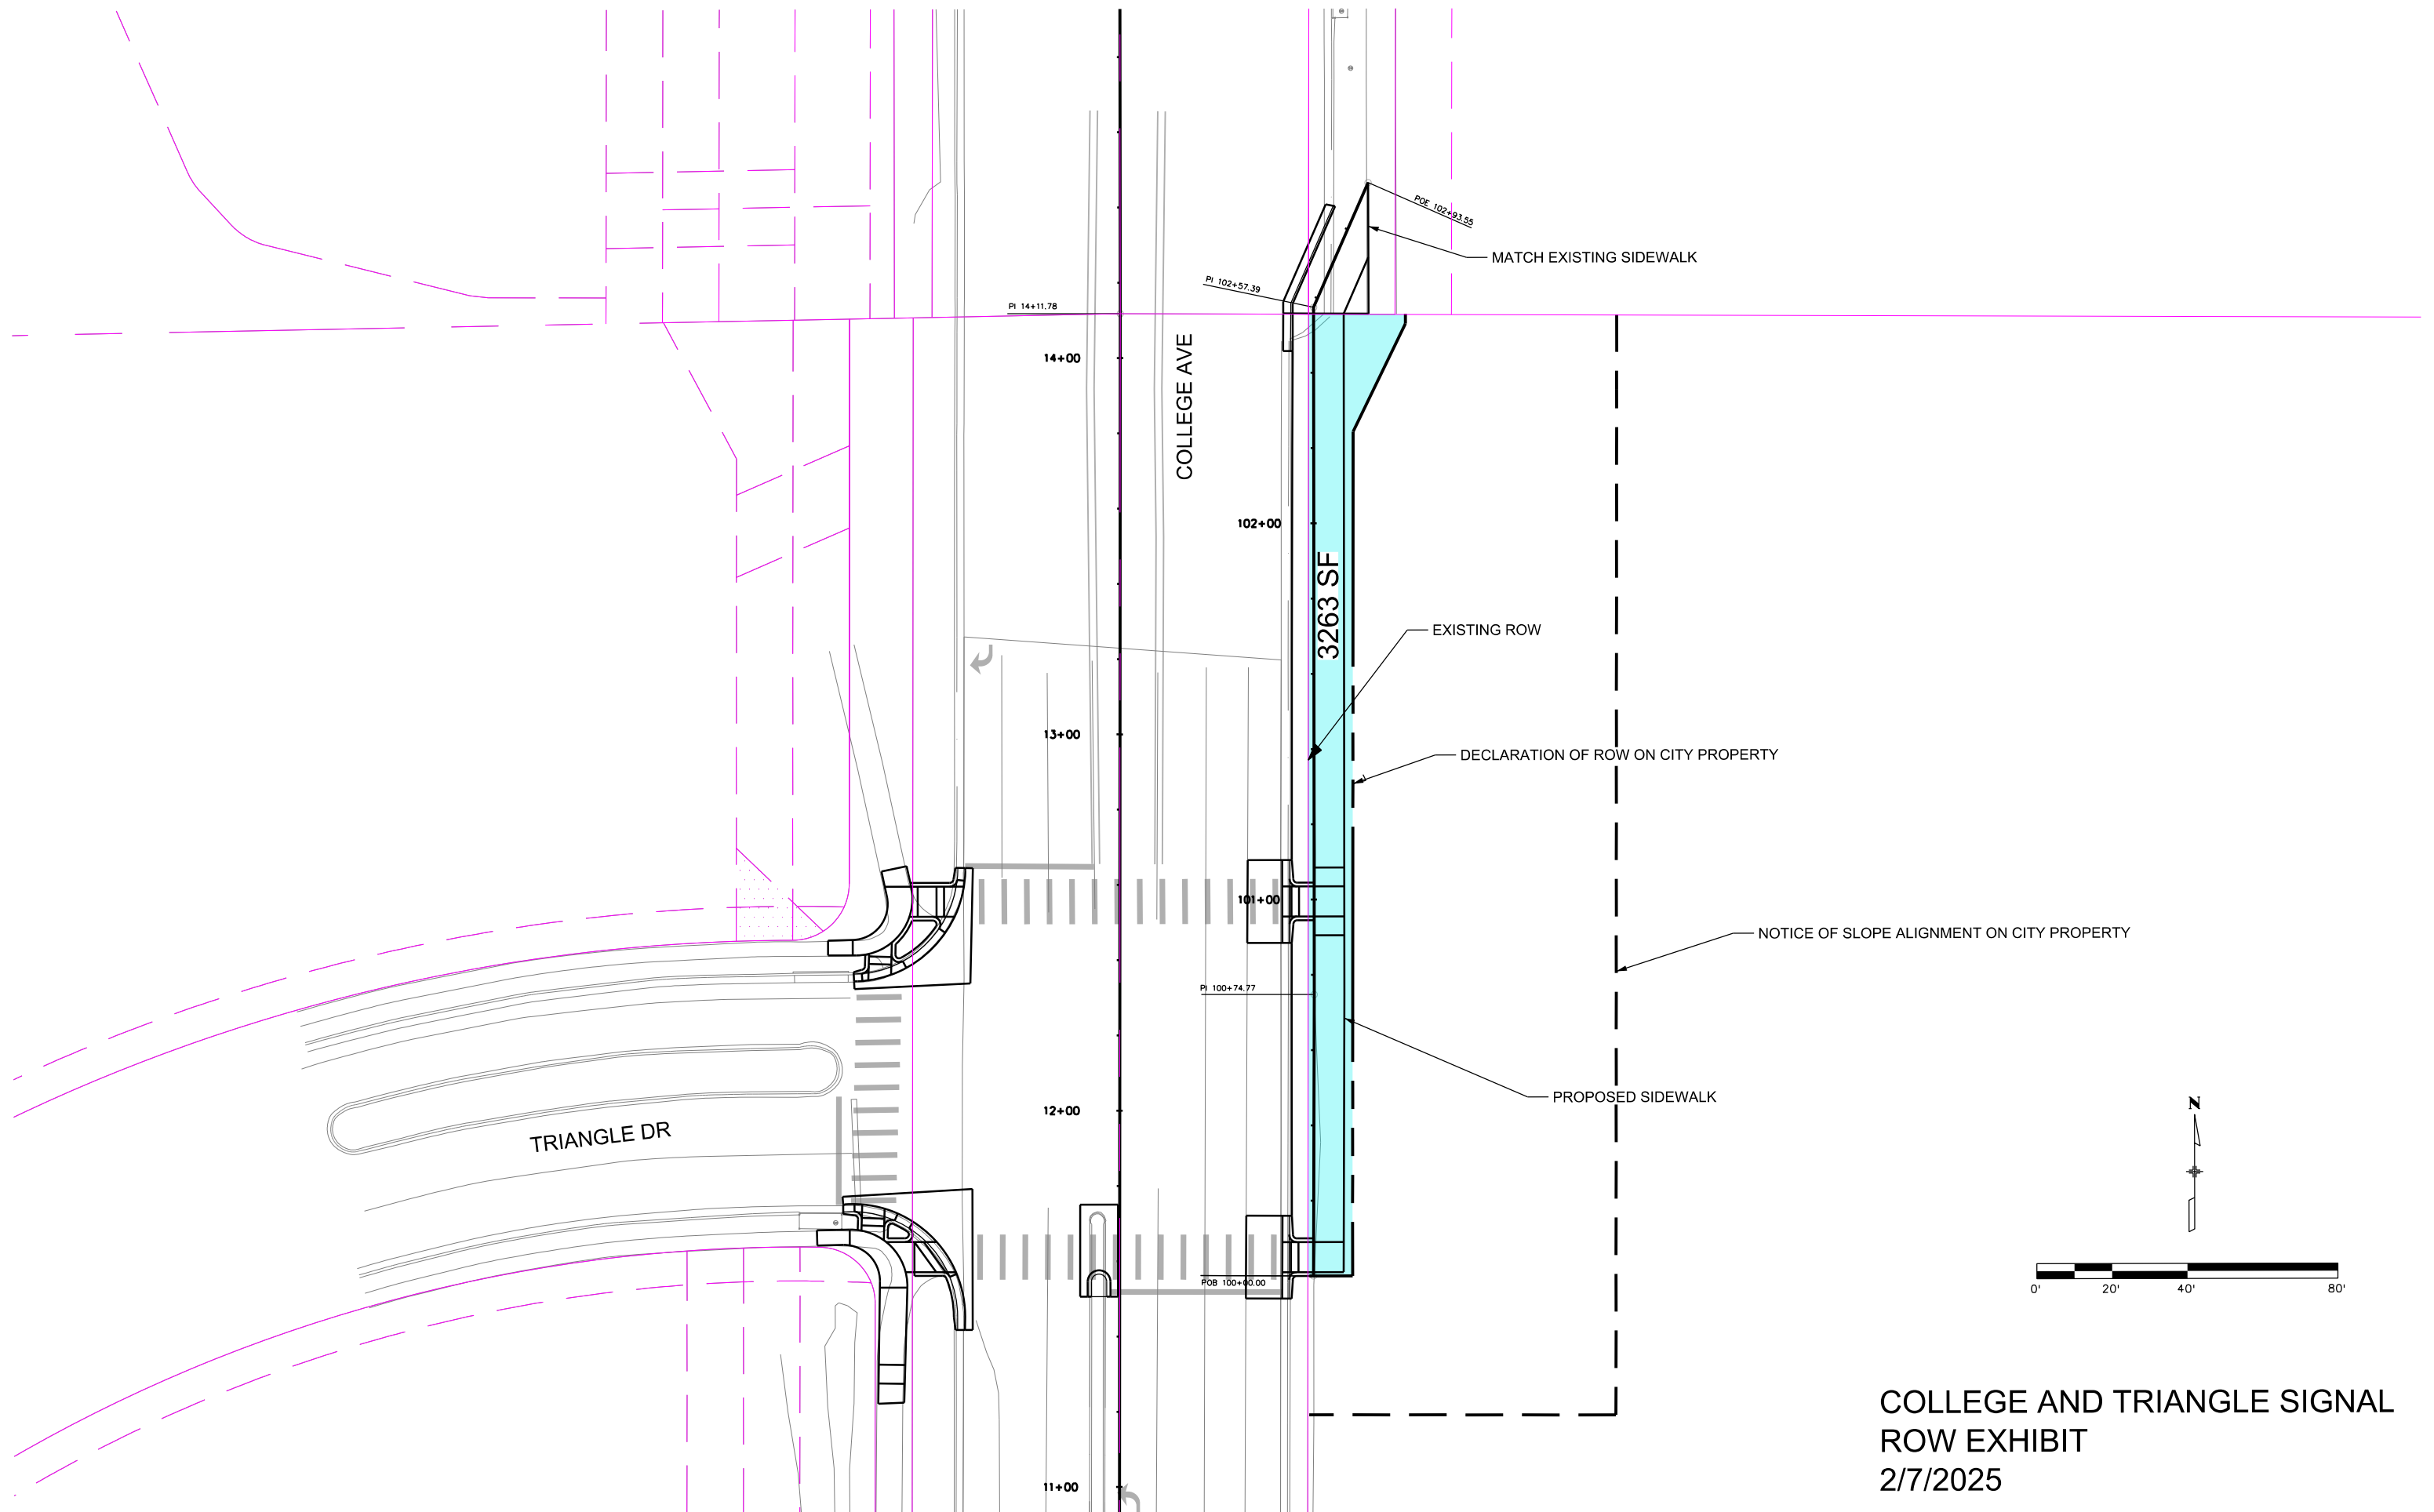 POE 102+93.55
MATCH EXISTING SIDEWALK
PI 102+57.39
PI 14+11.78
14+00
COLLEGE AVE
102+00
3263 SF
EXISTING ROW
13+00
DECLARATION OF ROW ON CITY PROPERTY
101+00
NOTICE OF SLOPE ALIGNMENT ON CITY PROPERTY
PI 100+74.77
PROPOSED SIDEWALK
N
12+00
TRIANGLE DR
POB 100+00.00
0' 20' 40' 80'
11+00
COLLEGE AND TRIANGLE SIGNAL
ROW EXHIBIT
2/7/2025